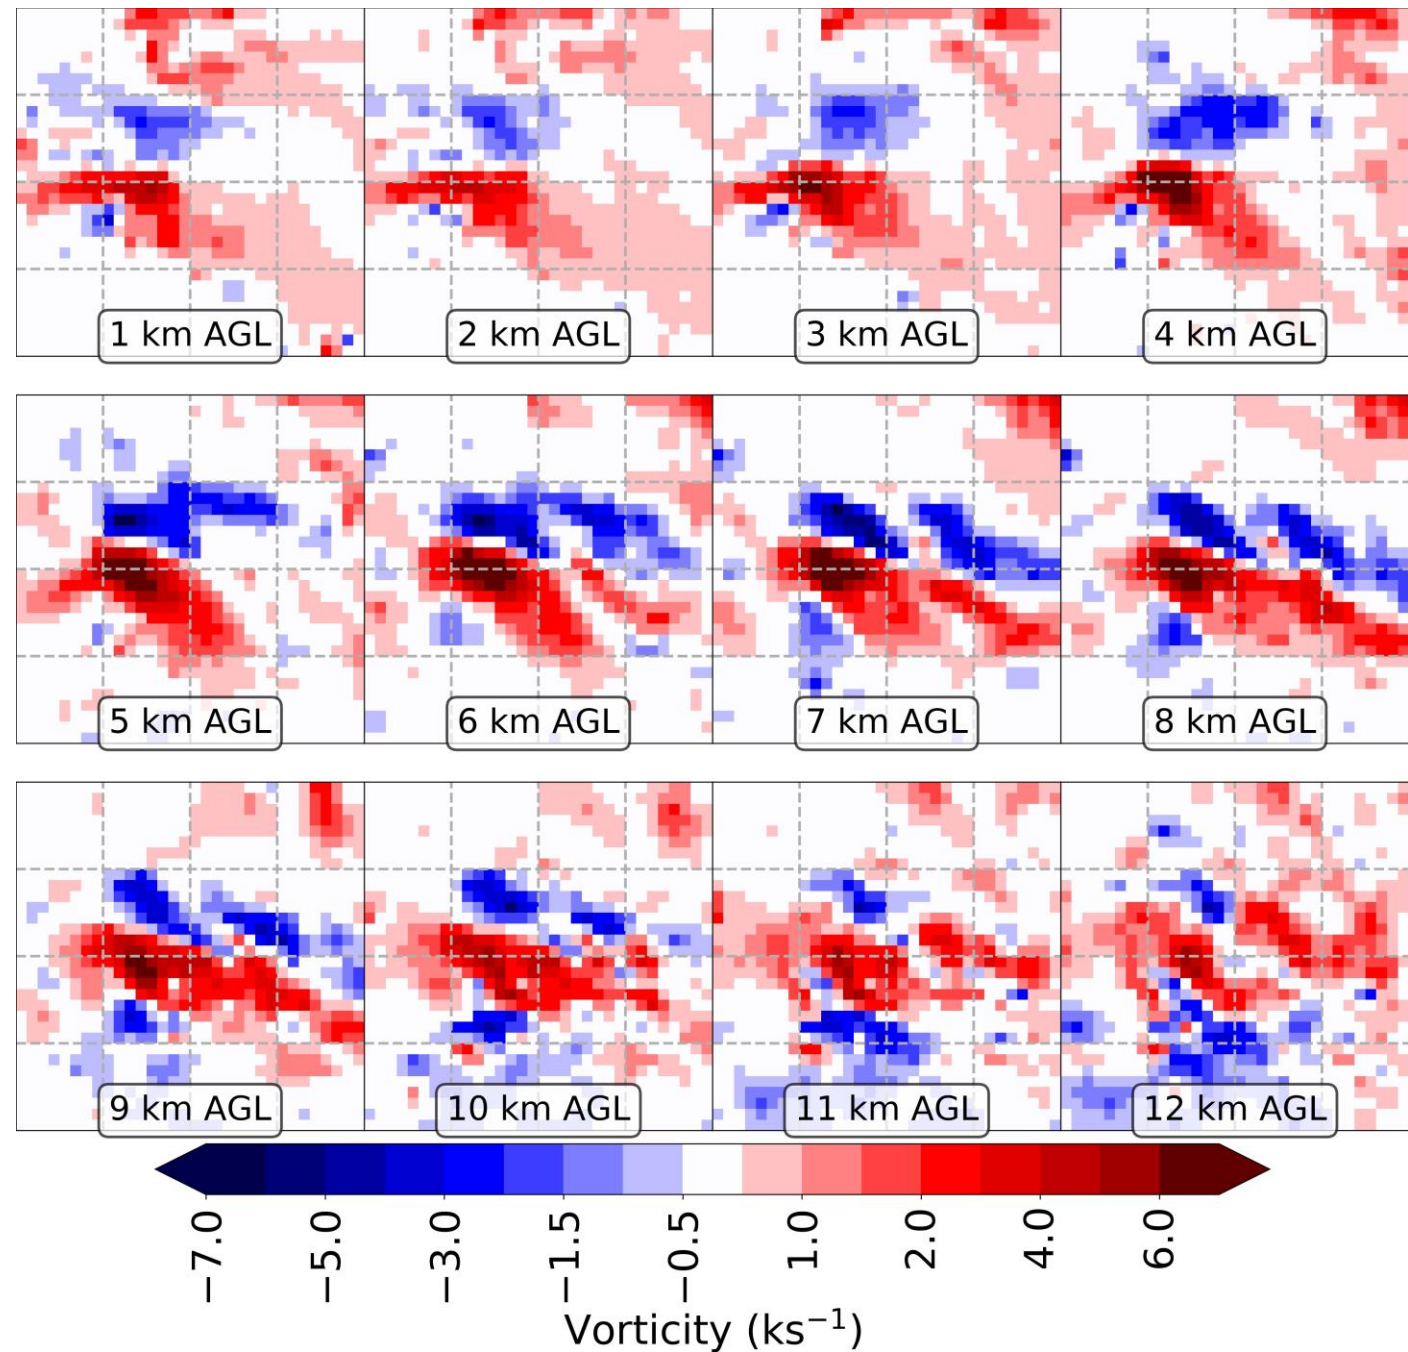 1 km AGL
2 km AGL
3 km AGL
4 km AGL
5 km AGL
6 km AGL
7 km AGL
8 km AGL
9 km AGL
10 km AGL
11 km AGL
12 km AGL
−7.0
−5.0
−3.0
−1.5
−0.5
1.0
2.0
4.0
6.0
Vorticity (ks⁻¹)